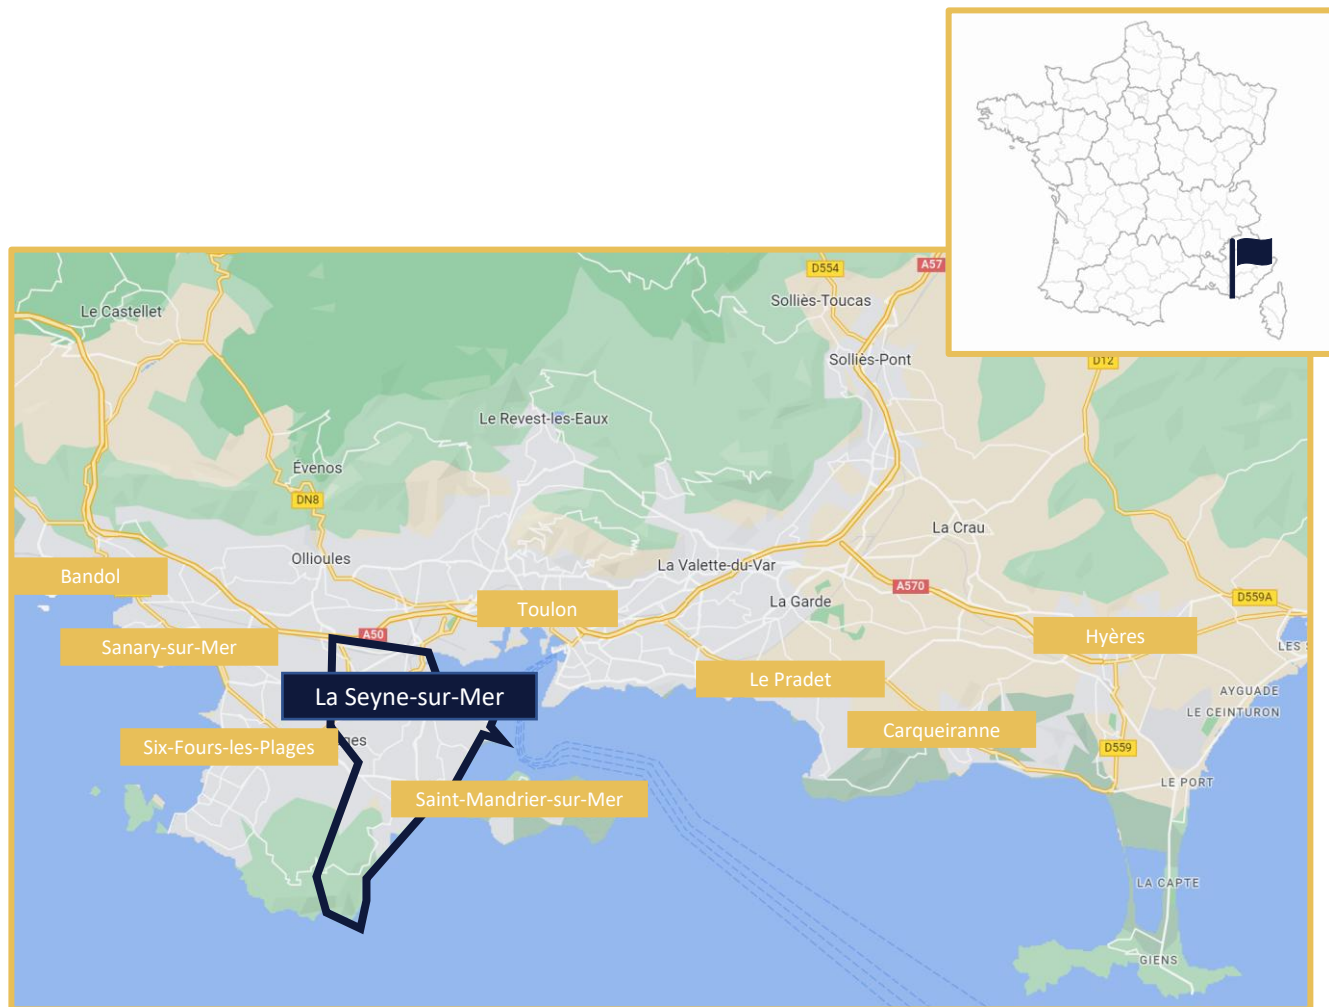 D554
A57
Le Castellet
Solliès-Toucas
Solliès-Pont
D12
Le Revest-les-Eaux
Évenos
DN8
La Crau
Ollioules
La Valette-du-Var
Bandol
A570
D559A
La Garde
Toulon
A50
Hyères
Sanary-sur-Mer
LES
Le Pradet
La Seyne-sur-Mer
AYGUADE
LE CEINTURON
Carqueiranne
Six-Fours-les-Plages
ges
D559
LE PORT
Saint-Mandrier-sur-Mer
LA CAPTE
GIENS